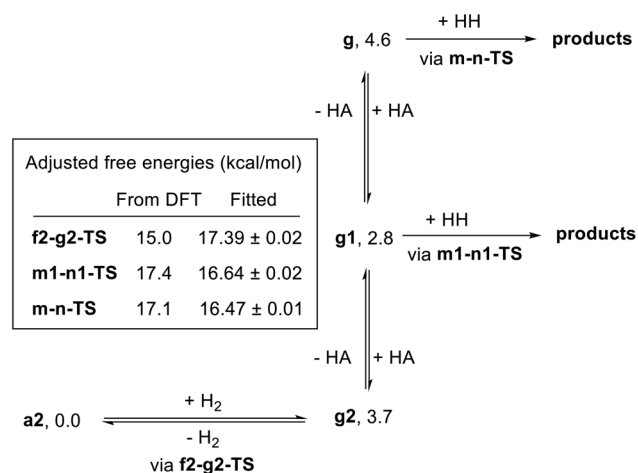 g, 4.6
+ HH
products
via m-n-TS
- HA
+ HA
Adjusted free energies (kcal/mol)
From DFT Fitted
f2-g2-TS 15.0 17.39 ± 0.02
m1-n1-TS 17.4 16.64 ± 0.02
m-n-TS 17.1 16.47 ± 0.01
g1, 2.8
+ HH
products
via m1-n1-TS
- HA
+ HA
a2, 0.0
+ H2
- H2
via f2-g2-TS
g2, 3.7